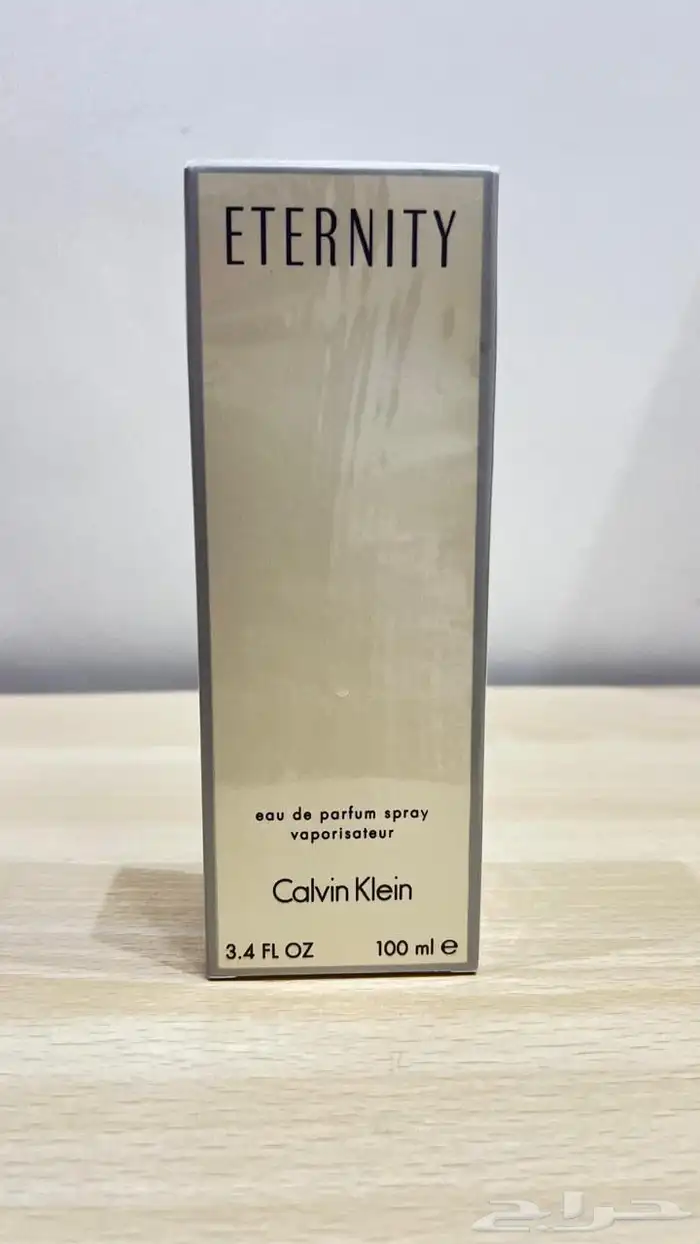 ETERNITY
eau de parfum spray
vaporisateur
Calvin Klein
3.4 FL OZ 100 ml e
حراج